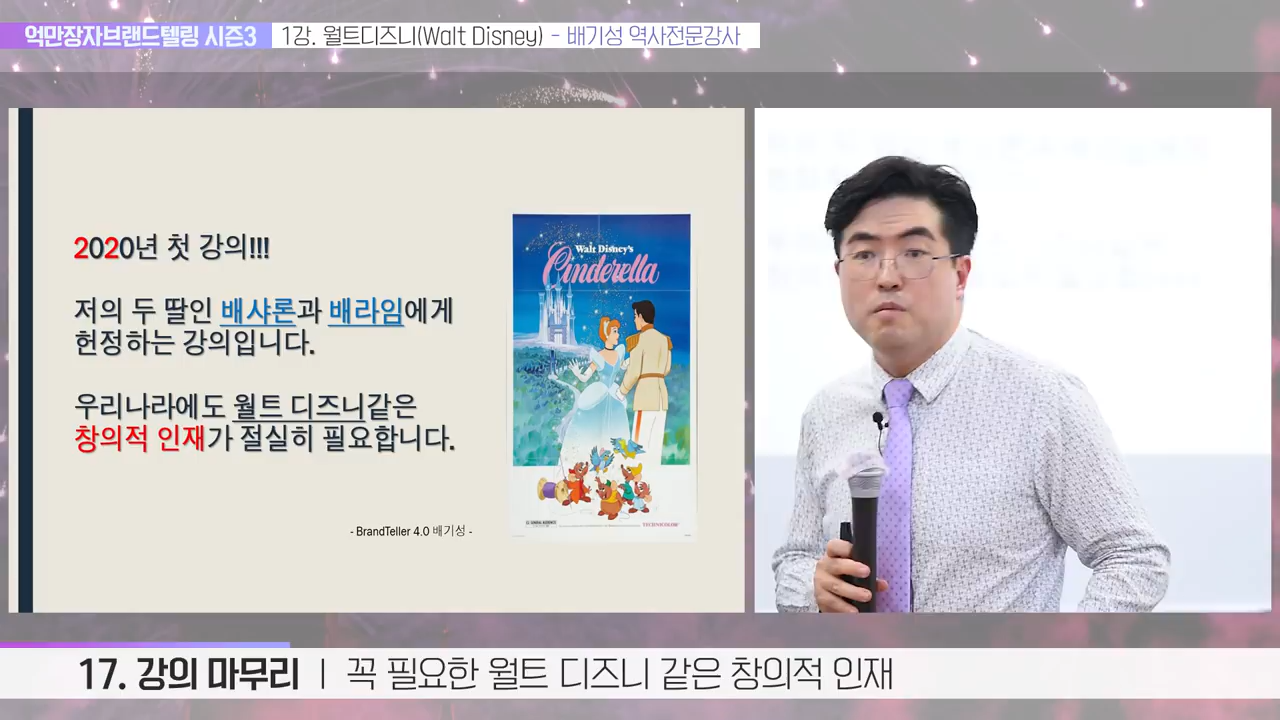 억만장자브랜드텔링 시즌3
1강. 월트디즈니(Walt Disney) - 배기성 역사전문강사
2020년 첫 강의!!!
저의 두 딸인 배샤론과 배라임에게
헌정하는 강의입니다.
우리나라에도 월트 디즈니같은
창의적 인재가 절실히 필요합니다.
- BrandTeller 4.0 배기성 -
Walt Disney's
Cinderella
TECHNICOLOR
17. 강의 마무리 | 꼭 필요한 월트 디즈니 같은 창의적 인재